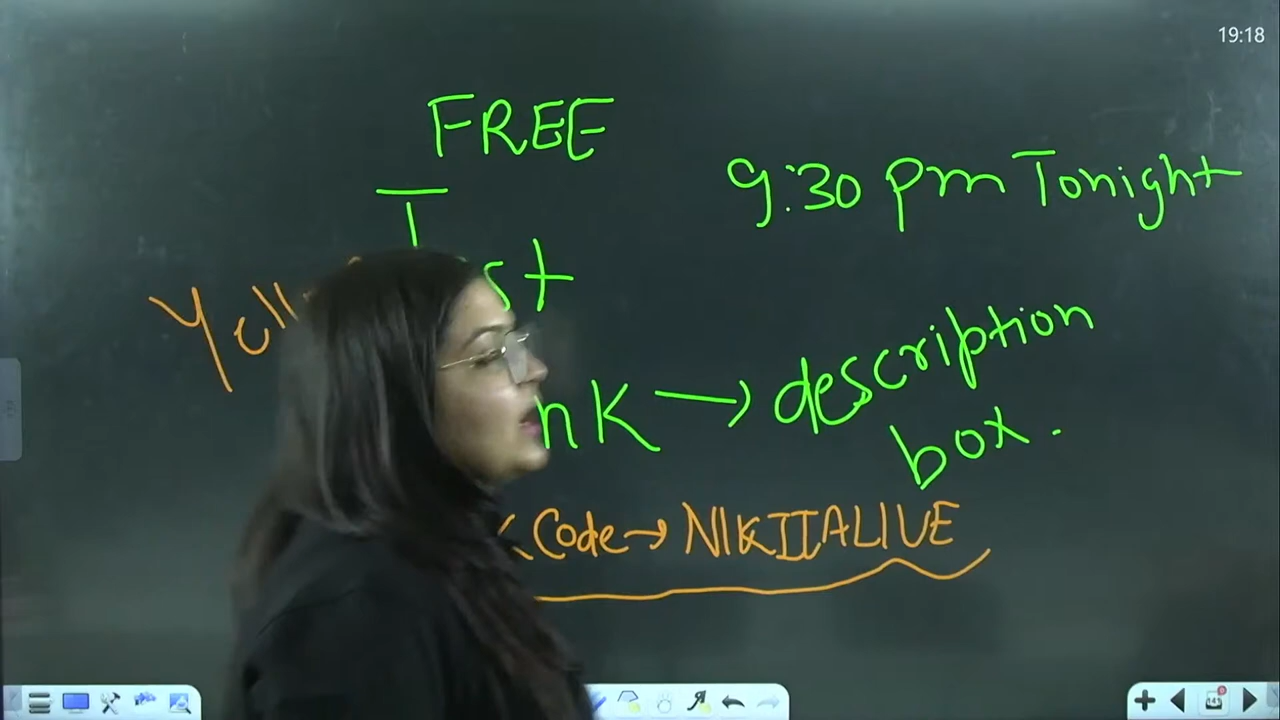 19:18
FREE
9:30 pm Tonight
description
box.
Code → NIKIIALIVE